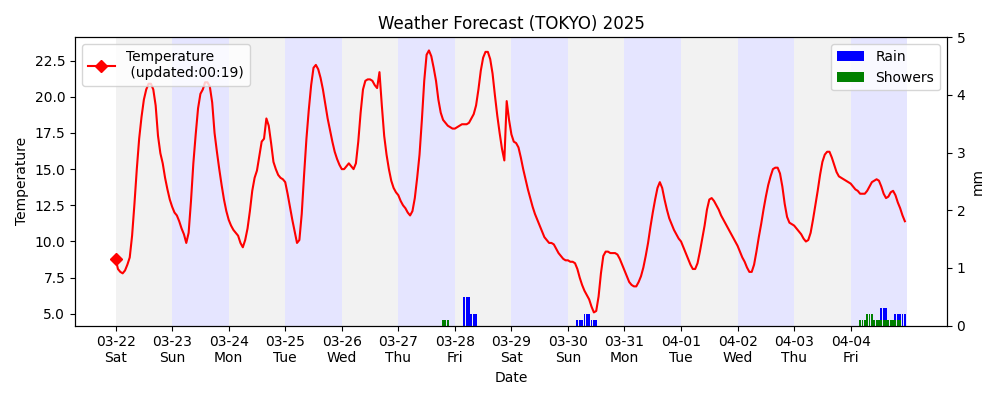 Weather Forecast (TOKYO) 2025
Temperature
(updated:00:19)
Rain
Showers
Temperature
22.5
20.0
17.5
15.0
12.5
10.0
7.5
5.0
5
4
3
2
1
0
mm
03-22 03-23 03-24 03-25 03-26 03-27 03-28 03-29 03-30 03-31 04-01 04-02 04-03 04-04
Sat Sun Mon Tue Wed Thu Fri Sat Sun Mon Tue Wed Thu Fri
Date